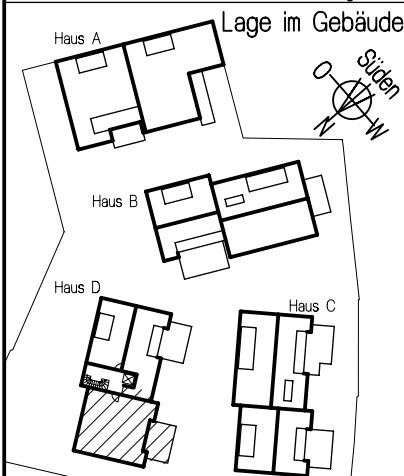 Lage im Gebäude
Haus A
Süden
O
N
W
Haus B
Haus D
Haus C